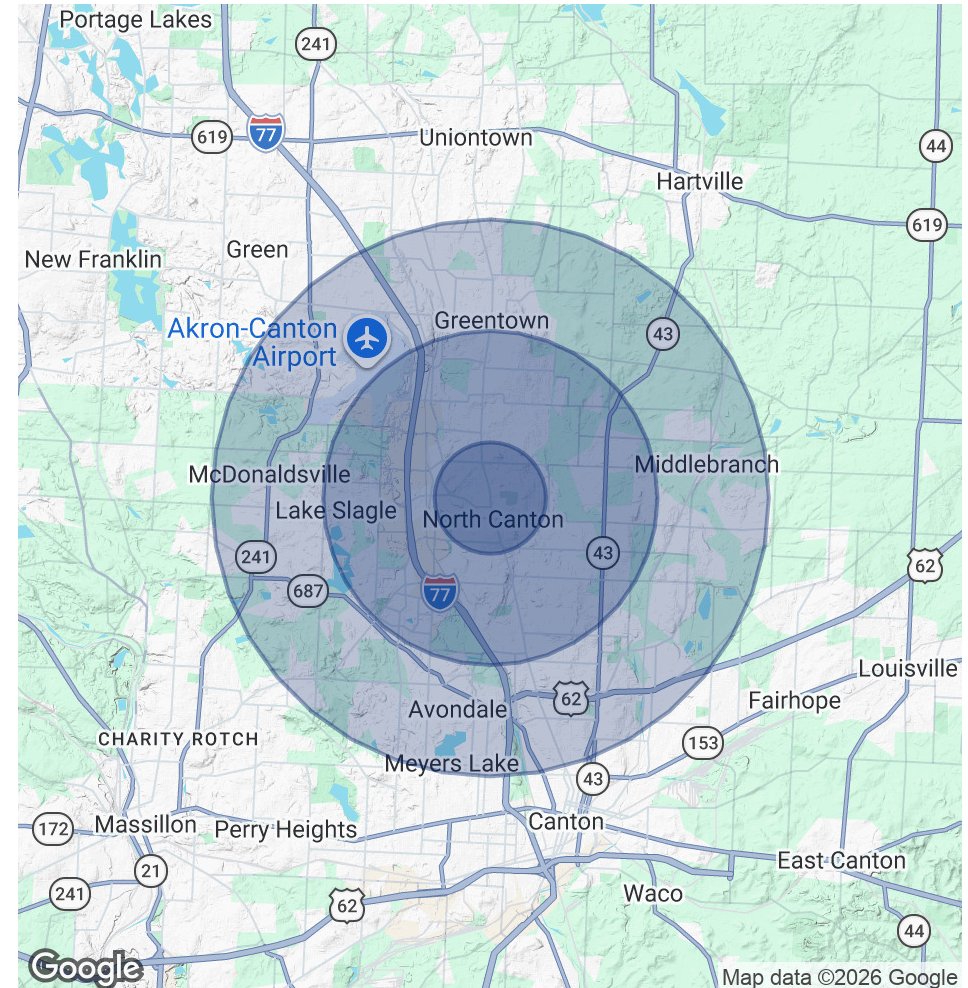 Portage Lakes
241
619
77
Uniontown
44
Hartville
619
Green
New Franklin
Akron-Canton
Airport
Greentown
43
McDonaldsville
Middlebranch
Lake Slagle
North Canton
241
43
62
687
77
Louisville
62
Fairhope
Avondale
CHARITY ROTCH
153
Meyers Lake
43
172
Massillon
Perry Heights
Canton
East Canton
21
241
62
Waco
44
Google
Map data ©2026 Google